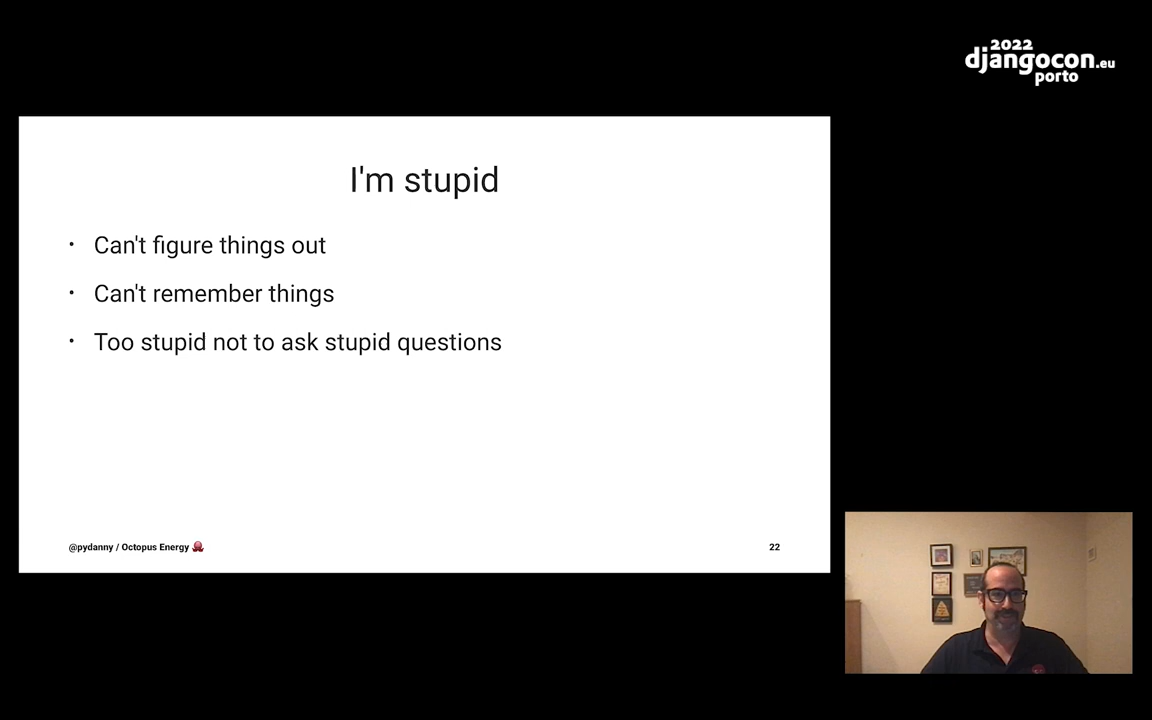 2022
djangocon.eu
porto
I'm stupid
• Can't figure things out
• Can't remember things
• Too stupid not to ask stupid questions
@pydanny / Octopus Energy 🐙
22